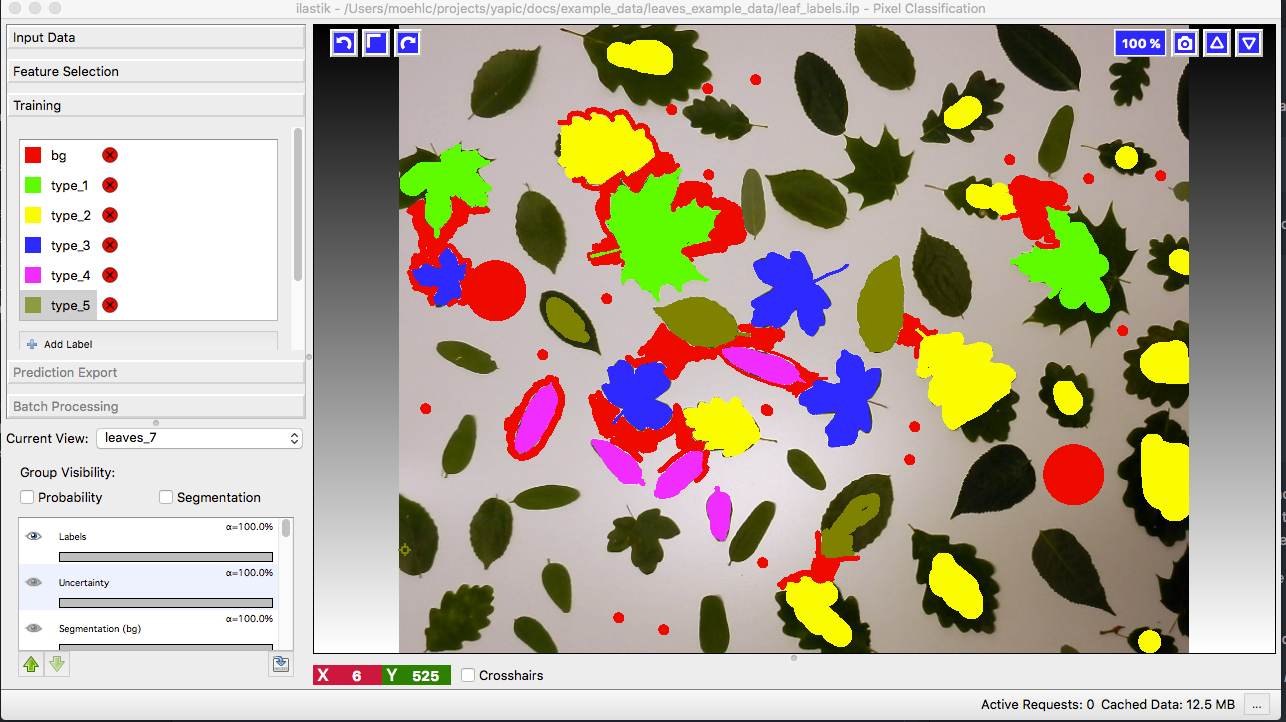 ilastik - /Users/moehlc/projects/yapic/docs/example_data/leaves_example_data/leaf_labels.ilp - Pixel Classification
Input Data
Feature Selection
Training
bg
type_1
type_2
type_3
type_4
type_5
Add Label
Prediction Export
Batch Processing
Current View: leaves_7
Group Visibility:
Probability Segmentation
α=100.0%
Labels
α=100.0%
Uncertainty
α=100.0%
Segmentation (bg)
100 %
X 6 Y 525 Crosshairs
Active Requests: 0 Cached Data: 12.5 MB ...